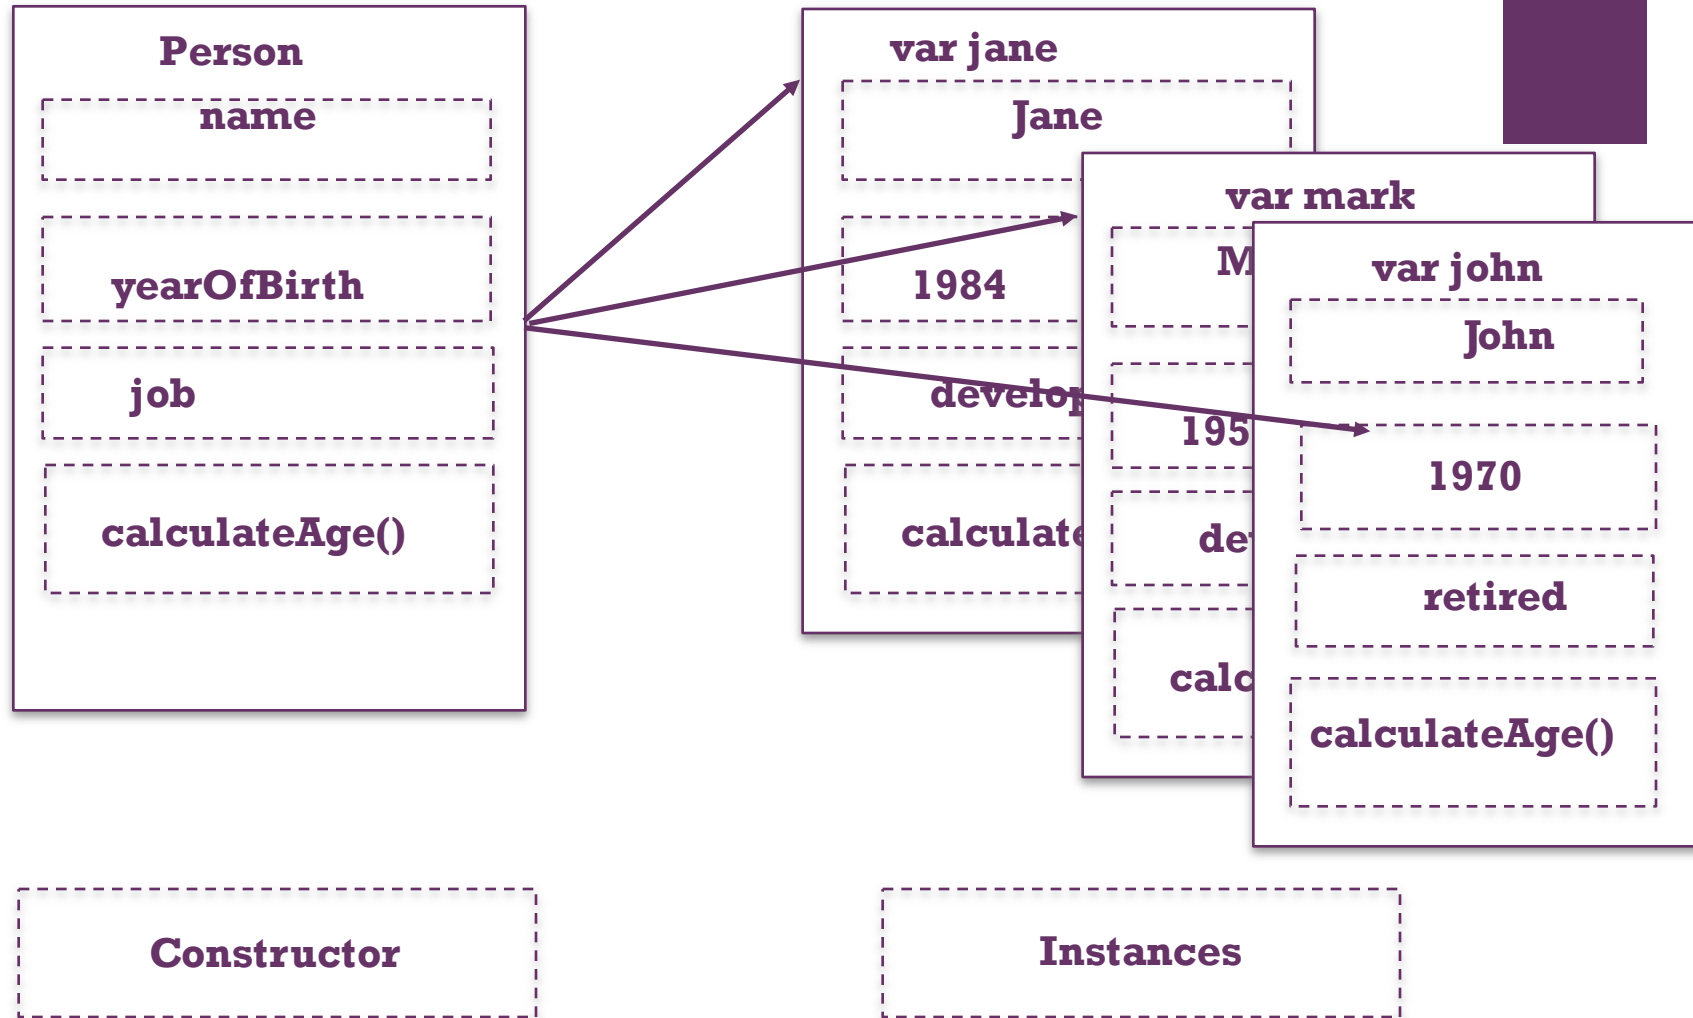 Person
name
yearOfBirth
job
calculateAge()
var jane
Jane
1984
var mark
var john
John
1970
retired
calculateAge()
Constructor
Instances